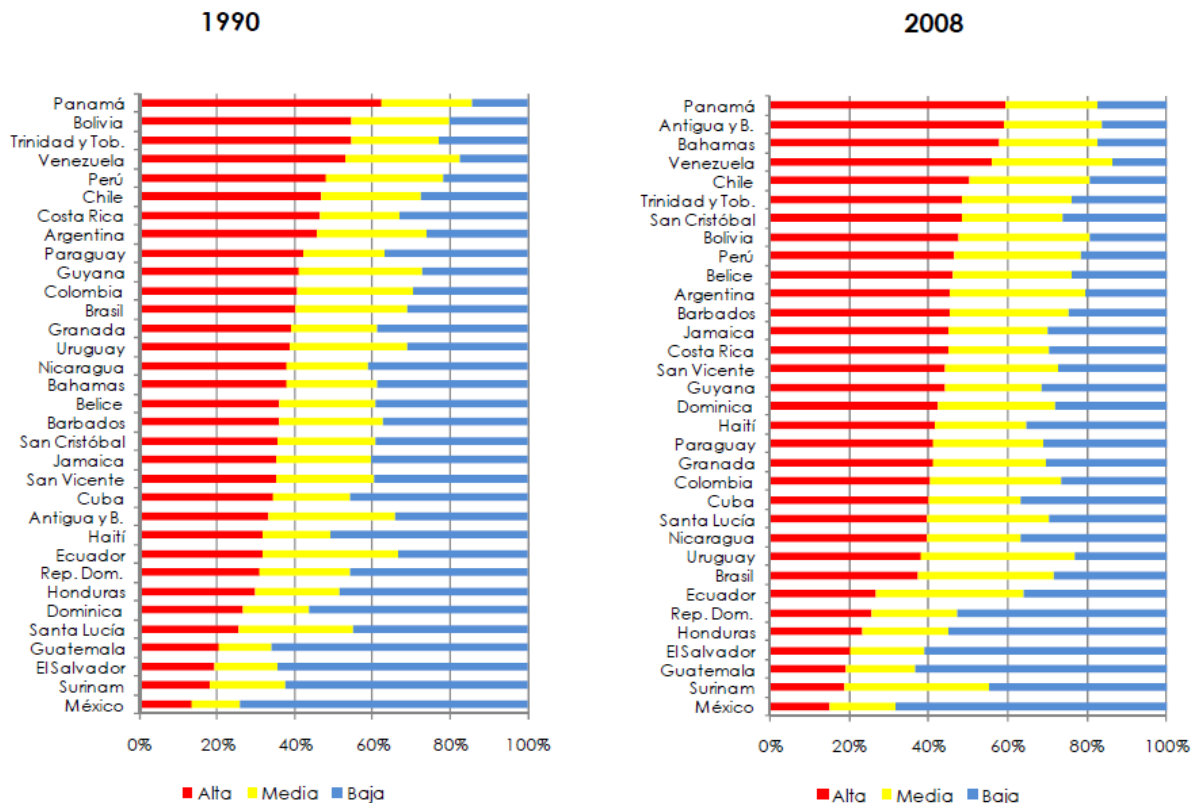 1990
Panamá
Bolivia
Trinidad y Tob.
Venezuela
Perú
Chile
Costa Rica
Argentina
Paraguay
Guyana
Colombia
Brasil
Granada
Uruguay
Nicaragua
Bahamas
Belice
Barbados
San Cristóbal
Jamaica
San Vicente
Cuba
Antigua y B.
Haití
Ecuador
Rep. Dom.
Honduras
Dominica
Santa Lucía
Guatemala
El Salvador
Surinam
México
0% 20% 40% 60% 80% 100%
Alta Media Baja
2008
Panamá
Antigua y B.
Bahamas
Venezuela
Chile
Trinidad y Tob.
San Cristóbal
Bolivia
Perú
Belice
Argentina
Barbados
Jamaica
Costa Rica
San Vicente
Guyana
Dominica
Haití
Paraguay
Granada
Colombia
Cuba
Santa Lucía
Nicaragua
Uruguay
Brasil
Ecuador
Rep. Dom.
Honduras
El Salvador
Guatemala
Surinam
México
0% 20% 40% 60% 80% 100%
Alta Media Baja